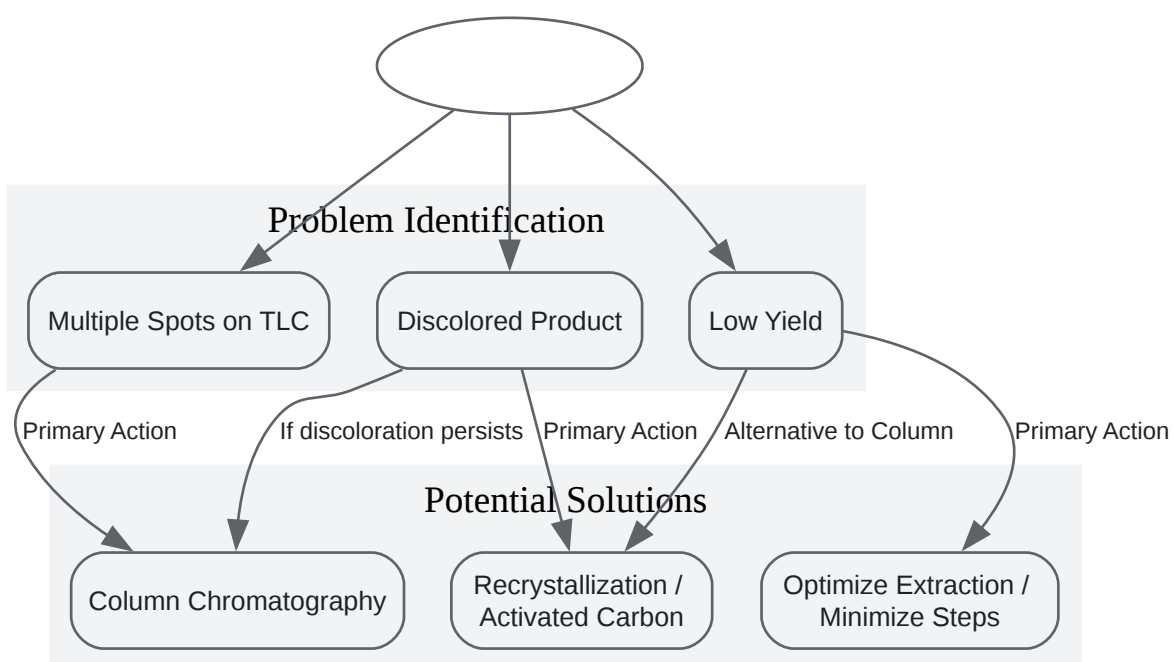 Problem Identification
Multiple Spots on TLC
Discolored Product
Low Yield
Primary Action
If discoloration persists
Primary Action
Alternative to Column
Primary Action
Potential Solutions
Column Chromatography
Recrystallization /
Activated Carbon
Optimize Extraction /
Minimize Steps